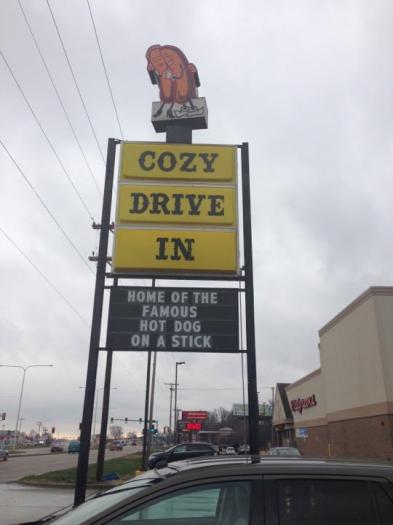 COZY
DRIVE
IN
HOME OF THE
FAMOUS
HOT DOG
ON A STICK
Walgreens